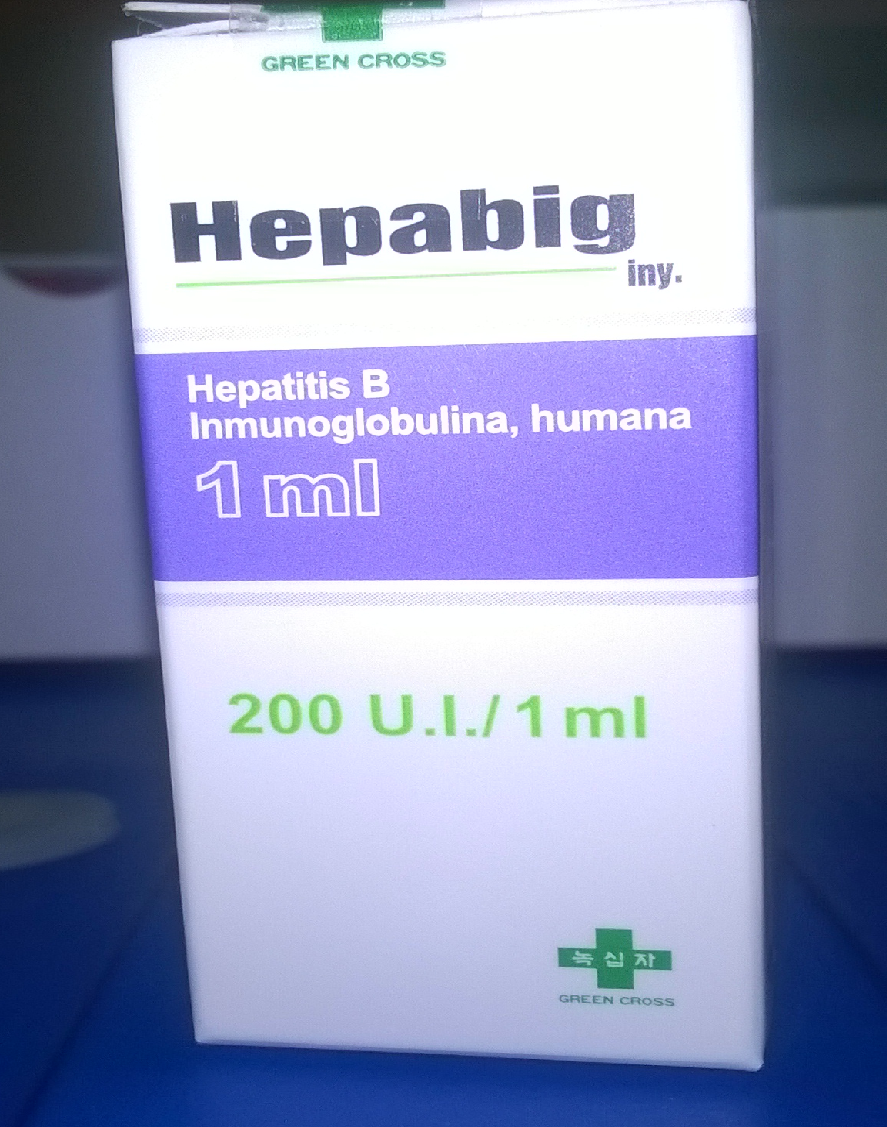 GREEN CROSS
Hepabig
iny.
Hepatitis B
Inmunoglobulina, humana
1 ml
200 U.I./1 ml
녹십자
GREEN CROSS